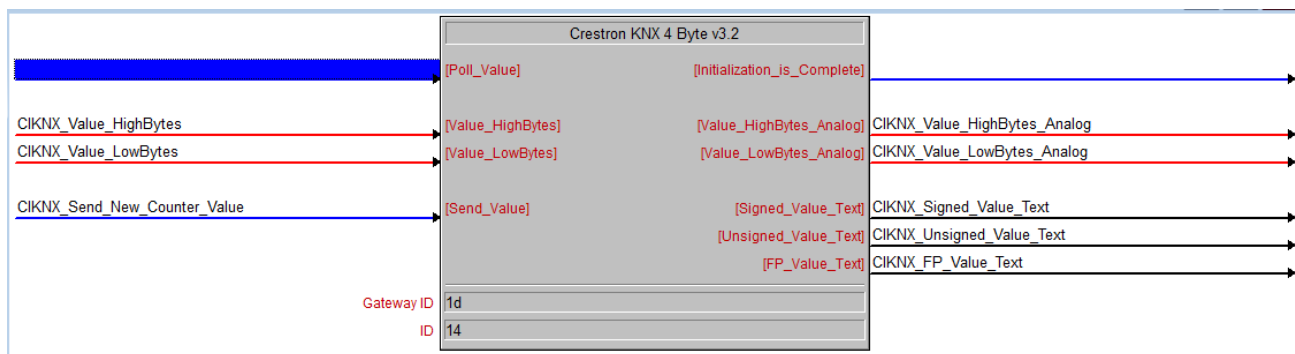 Crestron KNX 4 Byte v3.2
[Poll_Value] [Initialization_is_Complete]
CIKNX_Value_HighBytes [Value_HighBytes] [Value_HighBytes_Analog] CIKNX_Value_HighBytes_Analog
CIKNX_Value_LowBytes [Value_LowBytes] [Value_LowBytes_Analog] CIKNX_Value_LowBytes_Analog
CIKNX_Send_New_Counter_Value [Send_Value] [Signed_Value_Text] CIKNX_Signed_Value_Text
[Unsigned_Value_Text] CIKNX_Unsigned_Value_Text
[FP_Value_Text] CIKNX_FP_Value_Text
Gateway ID 1d
ID 14